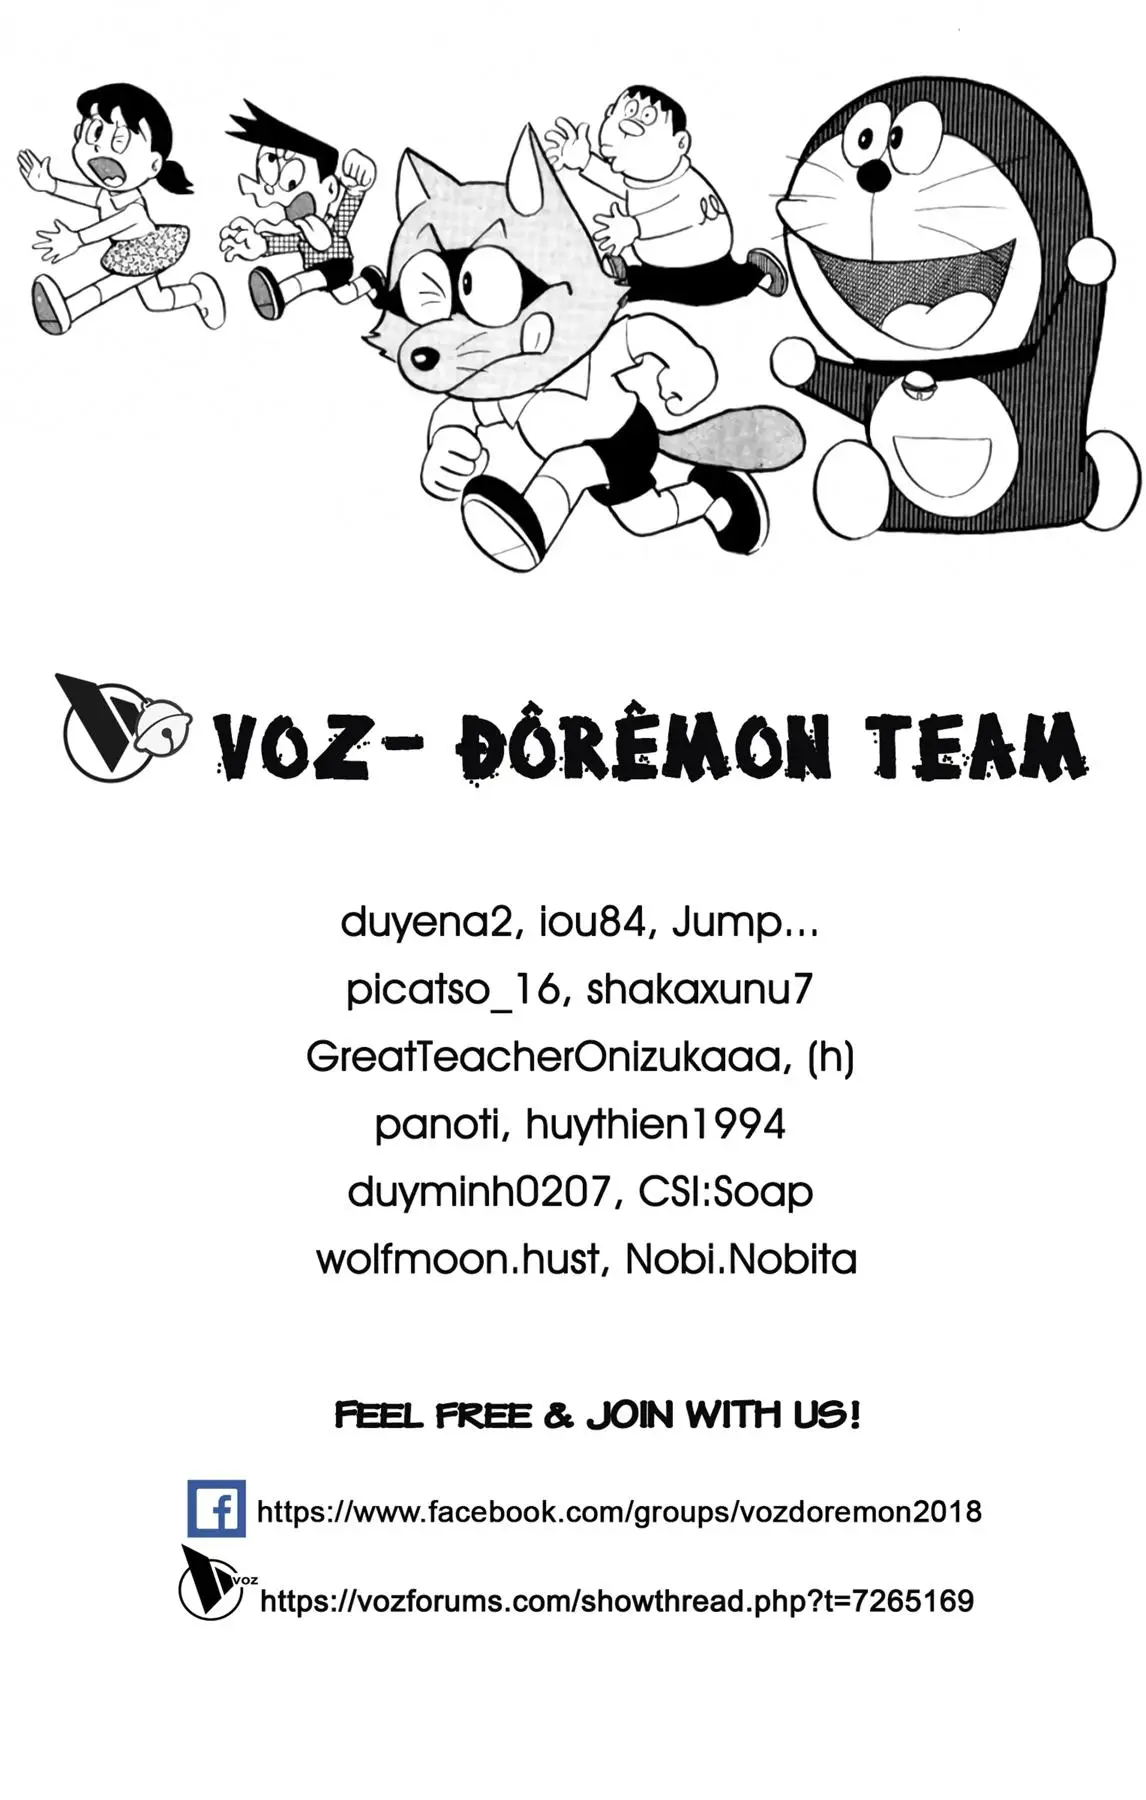 VOZ- ĐÔRÊMON TEAM
duyena2, iou84, Jump...
picatso_16, shakaxunu7
GreatTeacherOnizukaaa, (h)
panoti, huythien1994
duyminh0207, CSI:Soap
wolfmoon.hust, Nobi.Nobita
FEEL FREE & JOIN WITH US!
https://www.facebook.com/groups/vozdoremon2018
voz
https://vozforums.com/showthread.php?t=7265169